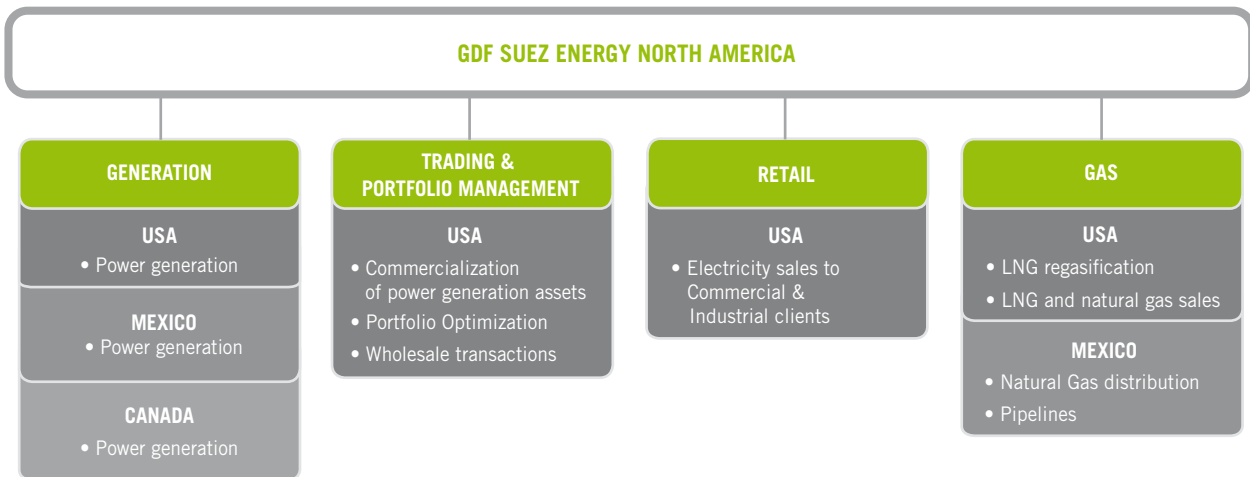 GDF SUEZ ENERGY NORTH AMERICA
GENERATION
USA
• Power generation
MEXICO
• Power generation
CANADA
• Power generation
TRADING &
PORTFOLIO MANAGEMENT
USA
• Commercialization
of power generation assets
• Portfolio Optimization
• Wholesale transactions
RETAIL
USA
• Electricity sales to
Commercial &
Industrial clients
GAS
USA
• LNG regasification
• LNG and natural gas sales
MEXICO
• Natural Gas distribution
• Pipelines